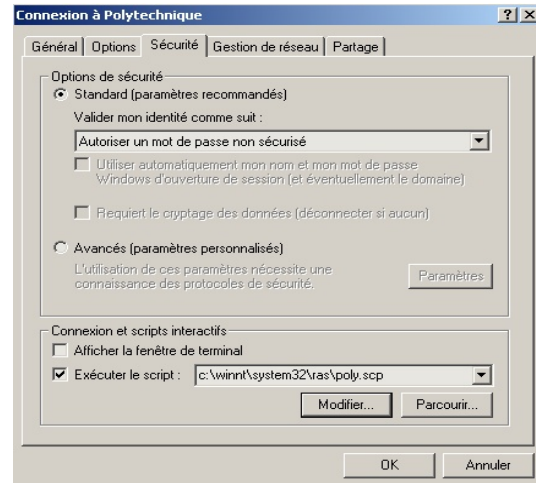 Connexion à Polytechnique
Général Options Sécurité Gestion de réseau Partage
Options de sécurité
Standard (paramètres recommandés)
Valider mon identité comme suit :
Autoriser un mot de passe non sécurisé
Utiliser automatiquement mon nom et mon mot de passe
Windows d'ouverture de session (et éventuellement le domaine)
Requiert le cryptage des données (déconnecter si aucun)
Avancés (paramètres personnalisés)
L'utilisation de ces paramètres nécessite une
connaissance des protocoles de sécurité.
Paramètres
Connexion et scripts interactifs
Afficher la fenêtre de terminal
Exécuter le script : c:\winnt\system32\ras\poly.scp
Modifier... Parcourir...
OK Annuler